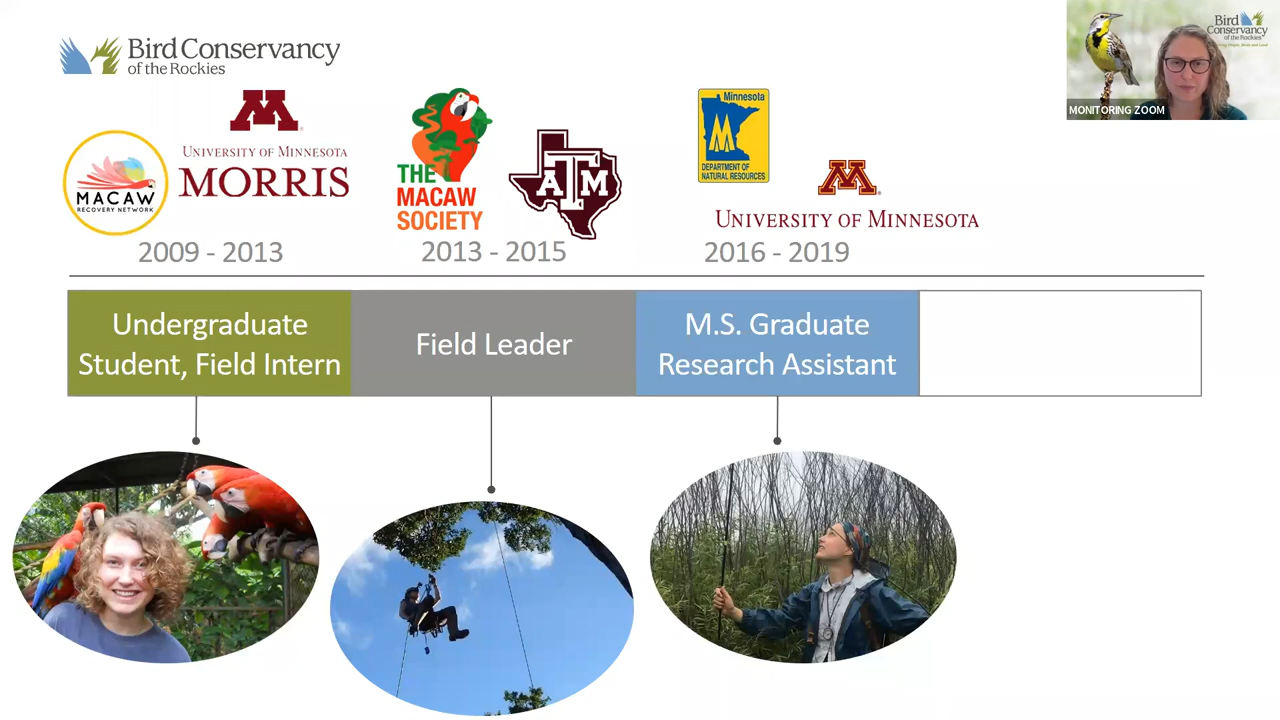 Bird Conservancy
of the Rockies
Bird Conservancy
of the Rockies
MONITORING ZOOM
MACAW
RECOVERY NETWORK
M
UNIVERSITY OF MINNESOTA
MORRIS
THE
MACAW
SOCIETY
ATM
Minnesota
M
DEPARTMENT OF
NATURAL RESOURCES
M
UNIVERSITY OF MINNESOTA
2009 - 2013
2013 - 2015
2016 - 2019
Undergraduate
Student, Field Intern
Field Leader
M.S. Graduate
Research Assistant